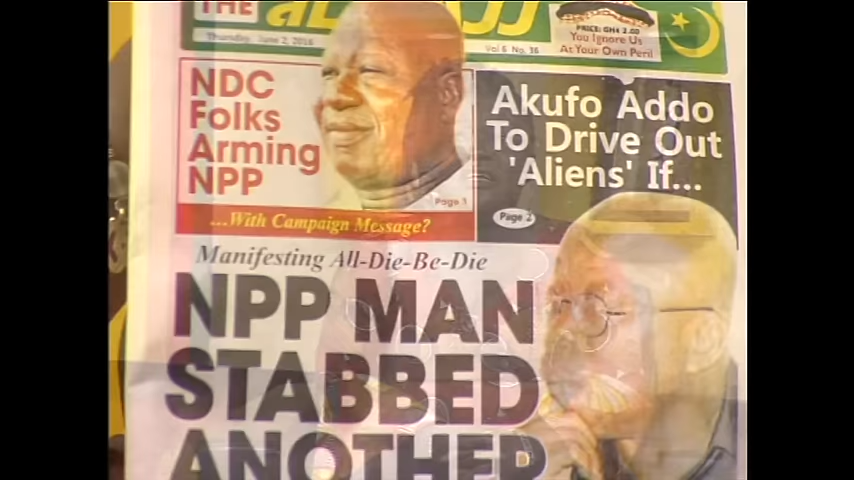 THE
Thursday, June 2, 2016
Vol 6 No. 36
PRICE: GH¢ 2.00
You Ignore Us
At Your Own Peril
NDC
Folks
Arming
NPP
Page 3
...With Campaign Message?
Akufo Addo
To Drive Out
'Aliens' If...
Page 2
Manifesting All-Die-Be-Die
NPP MAN
STABBED
ANOTHER